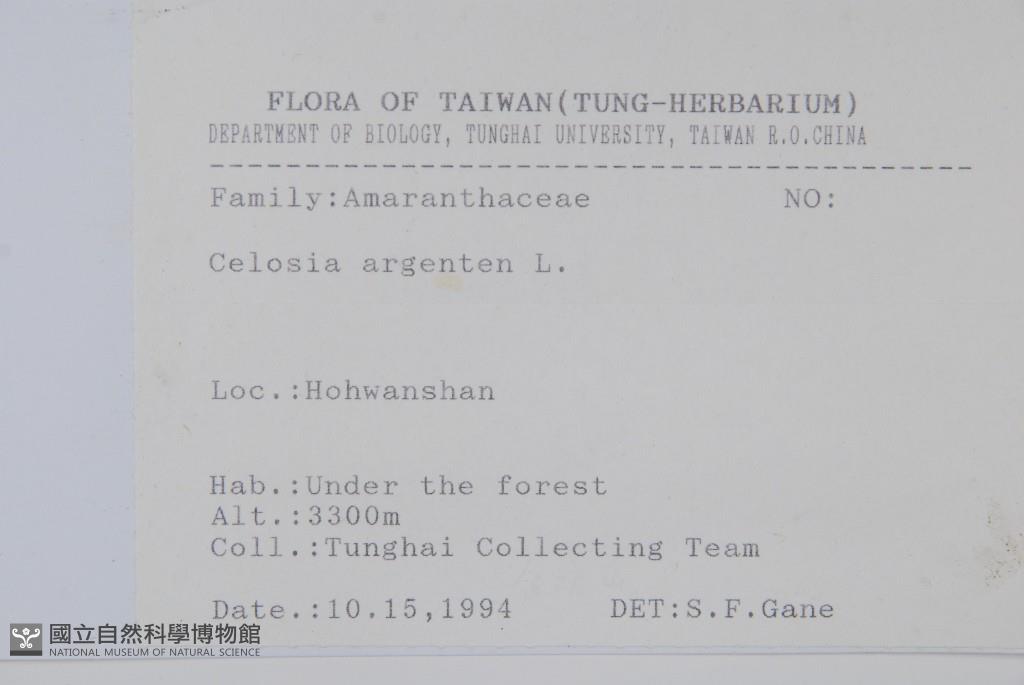 FLORA OF TAIWAN(TUNG-HERBARIUM)
DEPARTMENT OF BIOLOGY, TUNGHAI UNIVERSITY, TAIWAN R.O.CHINA
------------------------------------------------
Family:Amaranthaceae NO:
Celosia argenten L.
Loc.:Hohwanshan
Hab.:Under the forest
Alt.:3300m
Coll.:Tunghai Collecting Team
Date.:10.15,1994 DET:S.F.Gane
國立自然科學博物館
NATIONAL MUSEUM OF NATURAL SCIENCE